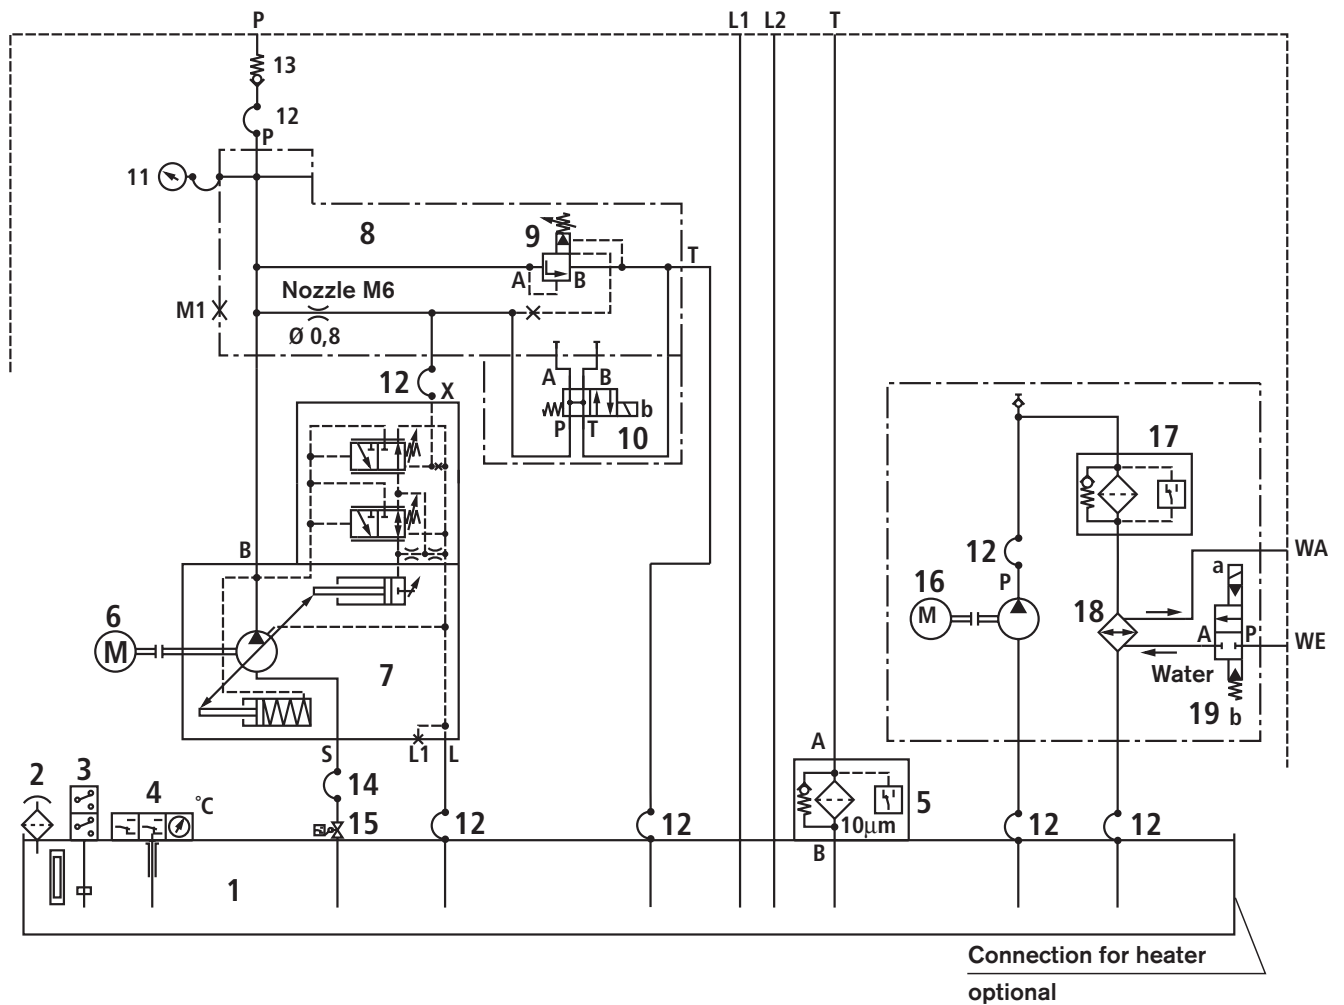 P L1 L2 T
13
12
P
11
8 9
T
A B
Nozzle M6
M1
Ø 0,8
12 X
A B
b
P T 10
17
B
12
P
WA
a
6
M
16
M
18
A P
WE
7
Water
19 b
S L1 L
A
2 3 4 °C
14
15 12 12
5
10µm
12 12
B
1
Connection for heater
optional